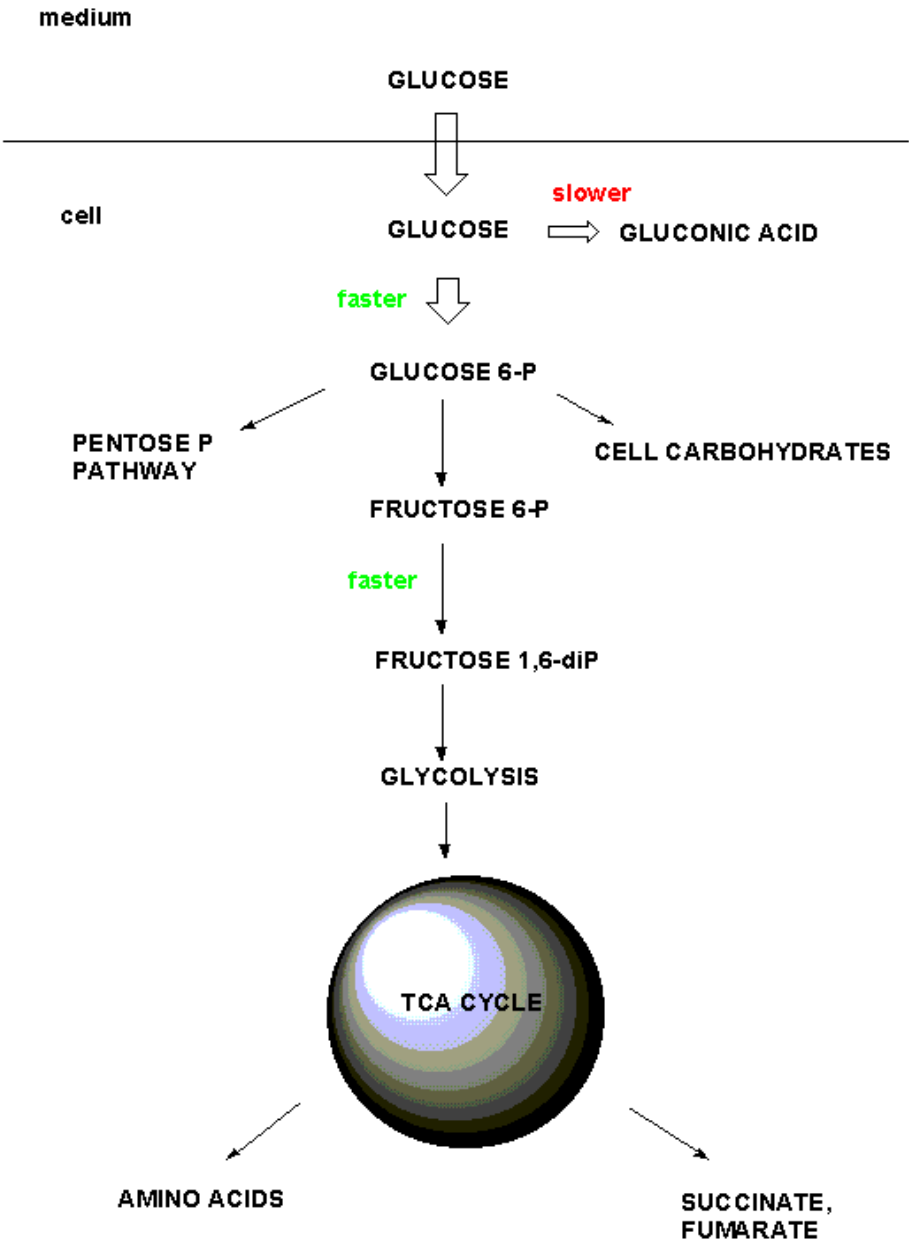 medium
GLUCOSE
cell
slower
GLUCOSE
GLUCONIC ACID
faster
GLUCOSE 6-P
PENTOSE P
PATHWAY
CELL CARBOHYDRATES
FRUCTOSE 6-P
faster
FRUCTOSE 1,6-diP
GLYCOLYSIS
TCA CYCLE
AMINO ACIDS
SUCCINATE,
FUMARATE